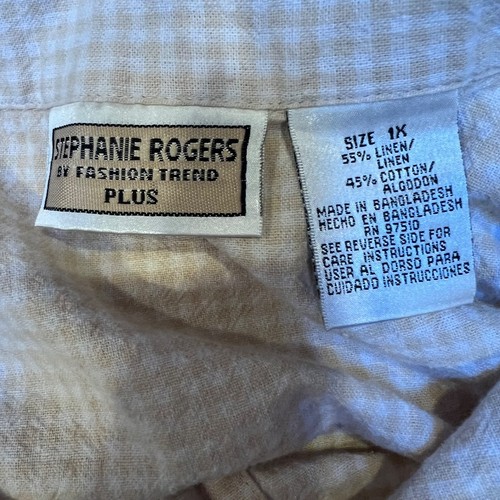 STEPHANIE ROGERS
BY FASHION TREND
PLUS
SIZE 1X
55% LINEN/
LINEN
45% COTTON/
ALGODON
MADE IN BANGLADESH
HECHO EN BANGLADESH
RN 97510
SEE REVERSE SIDE FOR
CARE INSTRUCTIONS
USER AL DORSO PARA
CUIDADO INSTRUCCIONES